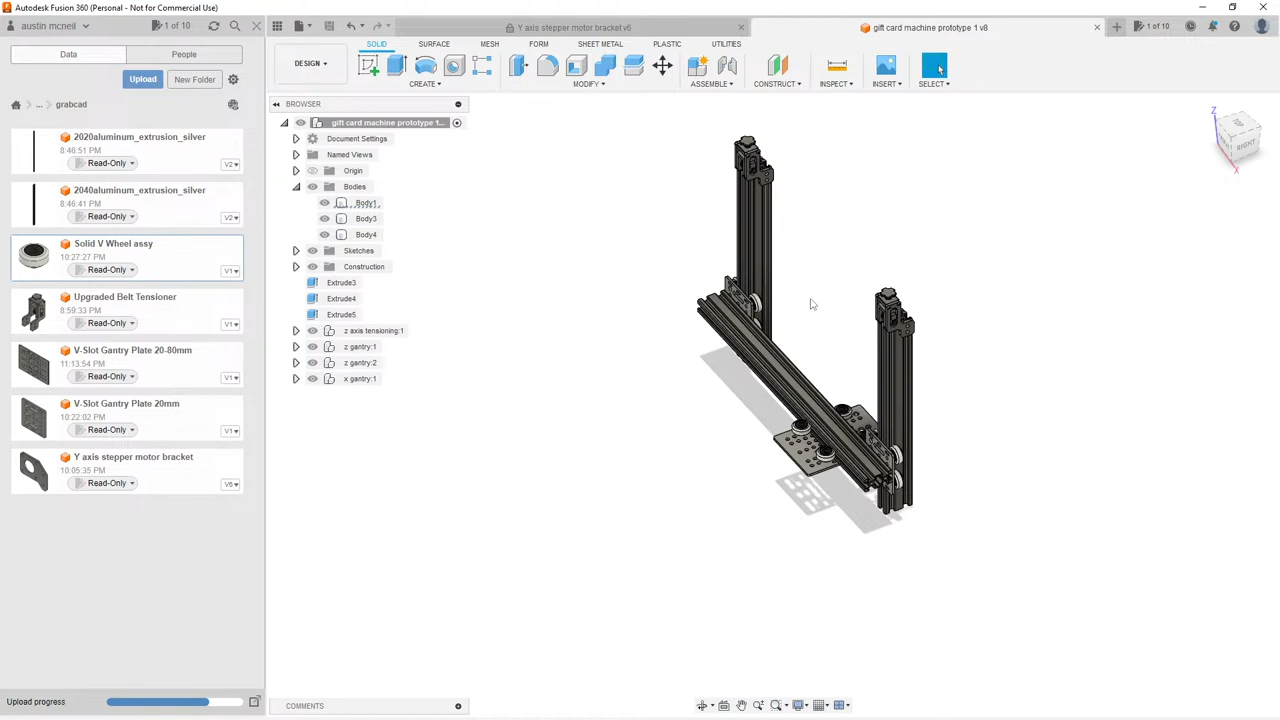 Autodesk Fusion 360 (Personal - Not for Commercial Use)
austin mcneil
1 of 10
Y axis stepper motor bracket v6
gift card machine prototype 1 v8
1 of 10
Data
People
SOLID
SURFACE
MESH
FORM
SHEET METAL
PLASTIC
UTILITIES
DESIGN
Upload
New Folder
CREATE
MODIFY
ASSEMBLE
CONSTRUCT
INSPECT
INSERT
SELECT
... grabcad
BROWSER
gift card machine prototype 1...
Document Settings
Named Views
Origin
Bodies
Body1
Body3
Body4
Sketches
Construction
Extrude3
Extrude4
Extrude5
z axis tensioning:1
z gantry:1
z gantry:2
x gantry:1
2020aluminum_extrusion_silver
8:46:51 PM
Read-Only
V2
2040aluminum_extrusion_silver
8:46:41 PM
Read-Only
V2
Solid V Wheel assy
10:27:27 PM
Read-Only
V1
Upgraded Belt Tensioner
8:59:33 PM
Read-Only
V1
V-Slot Gantry Plate 20-80mm
11:13:54 PM
Read-Only
V1
V-Slot Gantry Plate 20mm
10:22:02 PM
Read-Only
V1
Y axis stepper motor bracket
10:05:35 PM
Read-Only
V6
Z
RIGHT
X
Upload progress
COMMENTS